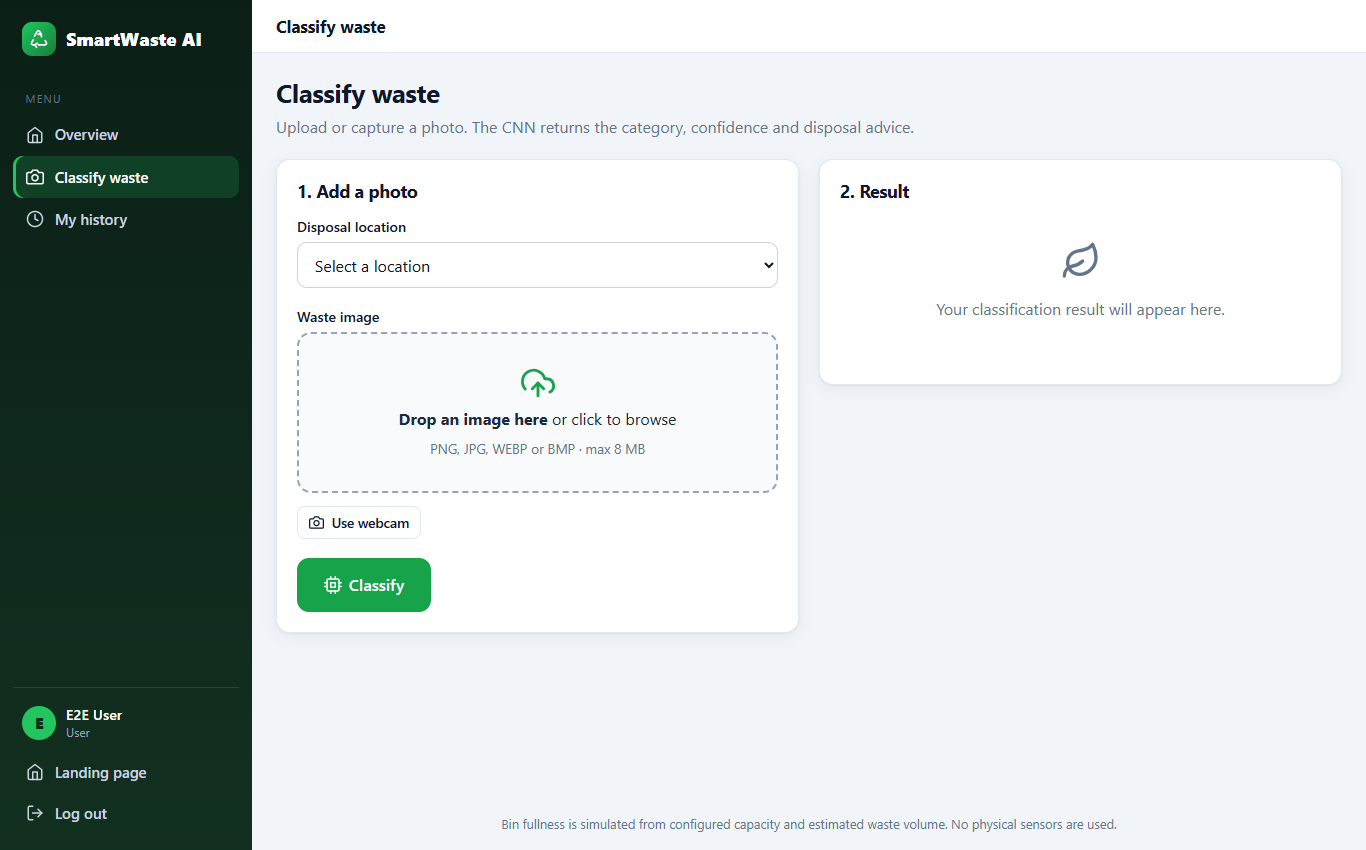 SmartWaste AI
MENU
Overview
Classify waste
My history
E
E2E User
User
Landing page
Log out
Classify waste
Classify waste
Upload or capture a photo. The CNN returns the category, confidence and disposal advice.
1. Add a photo
Disposal location
Select a location
Waste image
Drop an image here or click to browse
PNG, JPG, WEBP or BMP · max 8 MB
Use webcam
Classify
2. Result
Your classification result will appear here.
Bin fullness is simulated from configured capacity and estimated waste volume. No physical sensors are used.